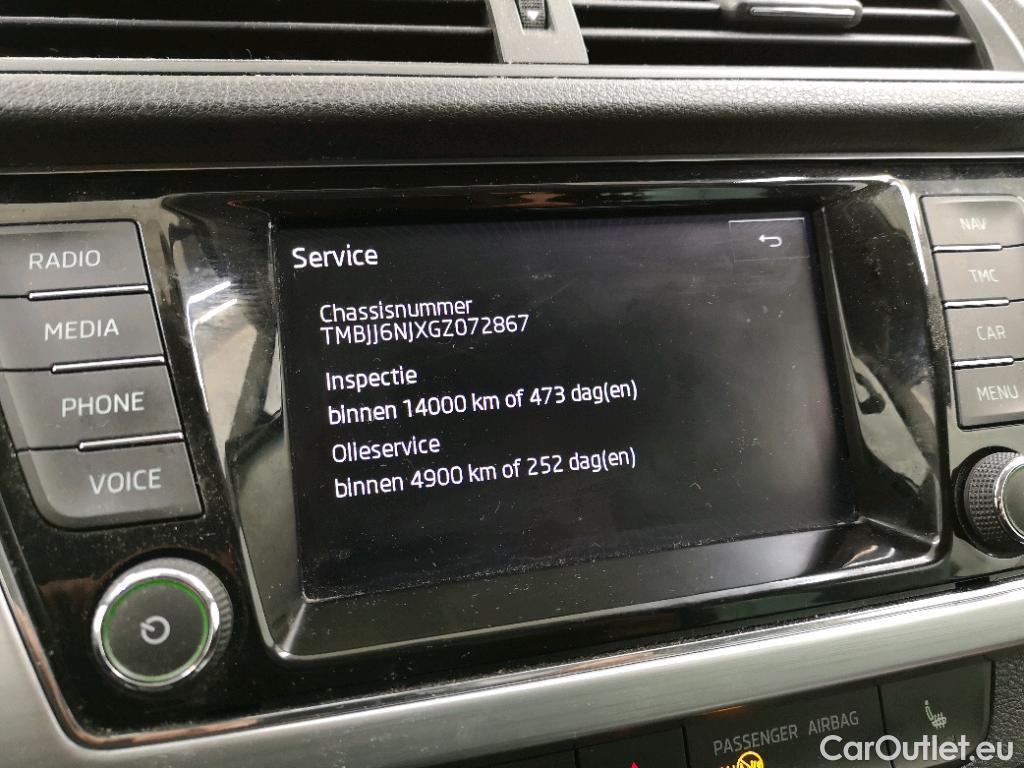 RADIO
MEDIA
PHONE
VOICE
Service
Chassisnummer
TMBJJ6NJXGZ072867
Inspectie
binnen 14000 km of 473 dag(en)
Olieservice
binnen 4900 km of 252 dag(en)
NAV
TMC
CAR
MENU
PASSENGER AIRBAG
CarOutlet.eu